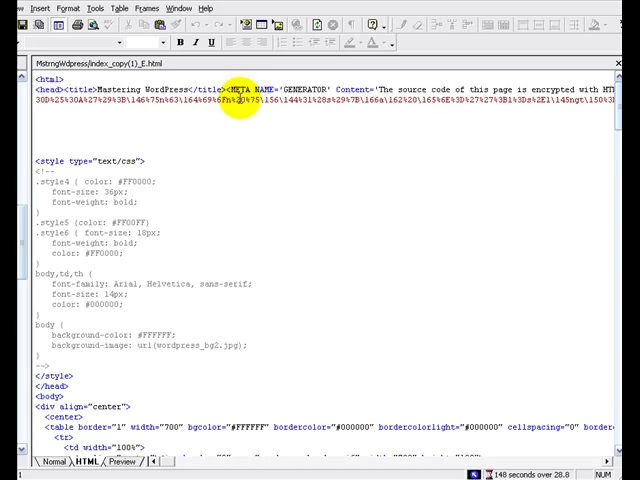 Insert Format Tools Table Frames Window Help
MstrngWdpress/index_copy(1)_E.html
<html>
<head><title>Mastering WordPress</title><META NAME='GENERATOR' Content='The source code of this page is encrypted with HT
<style type="text/css">
<!--
.style4 { color: #FF0000;
font-size: 36px;
font-weight: bold;
}
.style5 {color: #FF00FF}
.style6 { font-size: 18px;
font-weight: bold;
color: #FF0000;
}
body,td,th {
font-family: Arial, Helvetica, sans-serif;
font-size: 14px;
color: #000000;
}
body {
background-color: #FFFFFF;
background-image: url(wordpress_bg2.jpg);
}
-->
</style>
</head>
<body>
<div align="center">
<center>
<table border="1" width="700" bgcolor="#FFFFFF" bordercolor="#000000" bordercolorlight="#000000" cellspacing="0" border
<tr>
<td width="100%">
Normal HTML Preview
148 seconds over 28.8 NUM